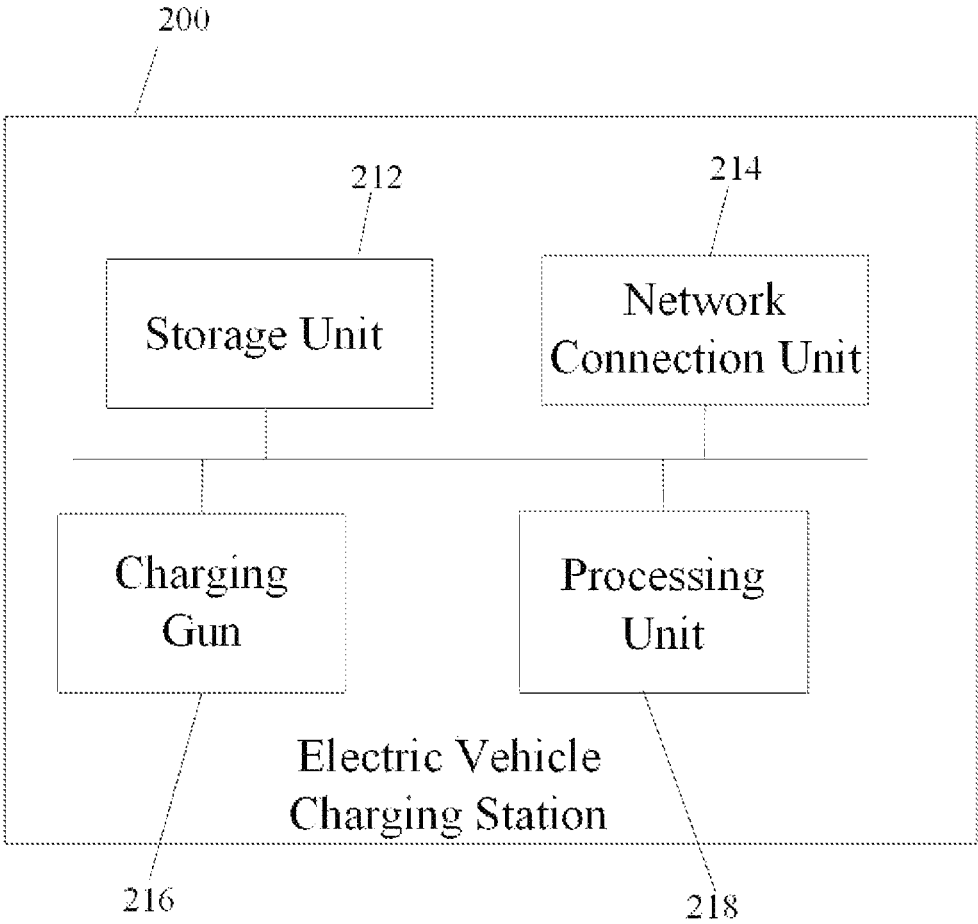 200
212
214
Storage Unit
Network
Connection Unit
Charging
Gun
Processing
Unit
Electric Vehicle
Charging Station
216
218